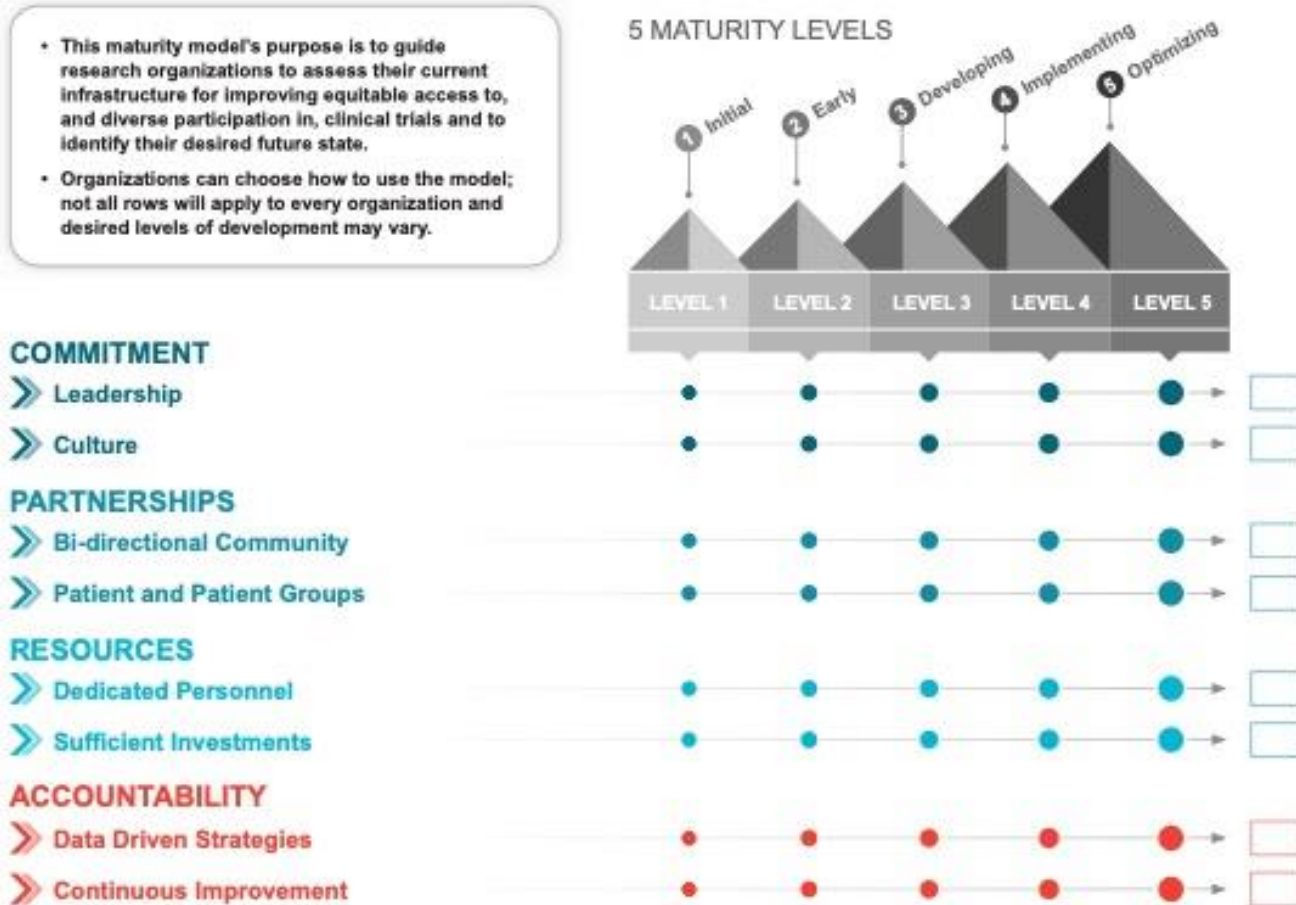 • This maturity model's purpose is to guide
research organizations to assess their current
infrastructure for improving equitable access to,
and diverse participation in, clinical trials and to
identify their desired future state.
• Organizations can choose how to use the model;
not all rows will apply to every organization and
desired levels of development may vary.
5 MATURITY LEVELS
1 Initial
2 Early
3 Developing
4 Implementing
5 Optimizing
LEVEL 1 LEVEL 2 LEVEL 3 LEVEL 4 LEVEL 5
COMMITMENT
Leadership
Culture
PARTNERSHIPS
Bi-directional Community
Patient and Patient Groups
RESOURCES
Dedicated Personnel
Sufficient Investments
ACCOUNTABILITY
Data Driven Strategies
Continuous Improvement